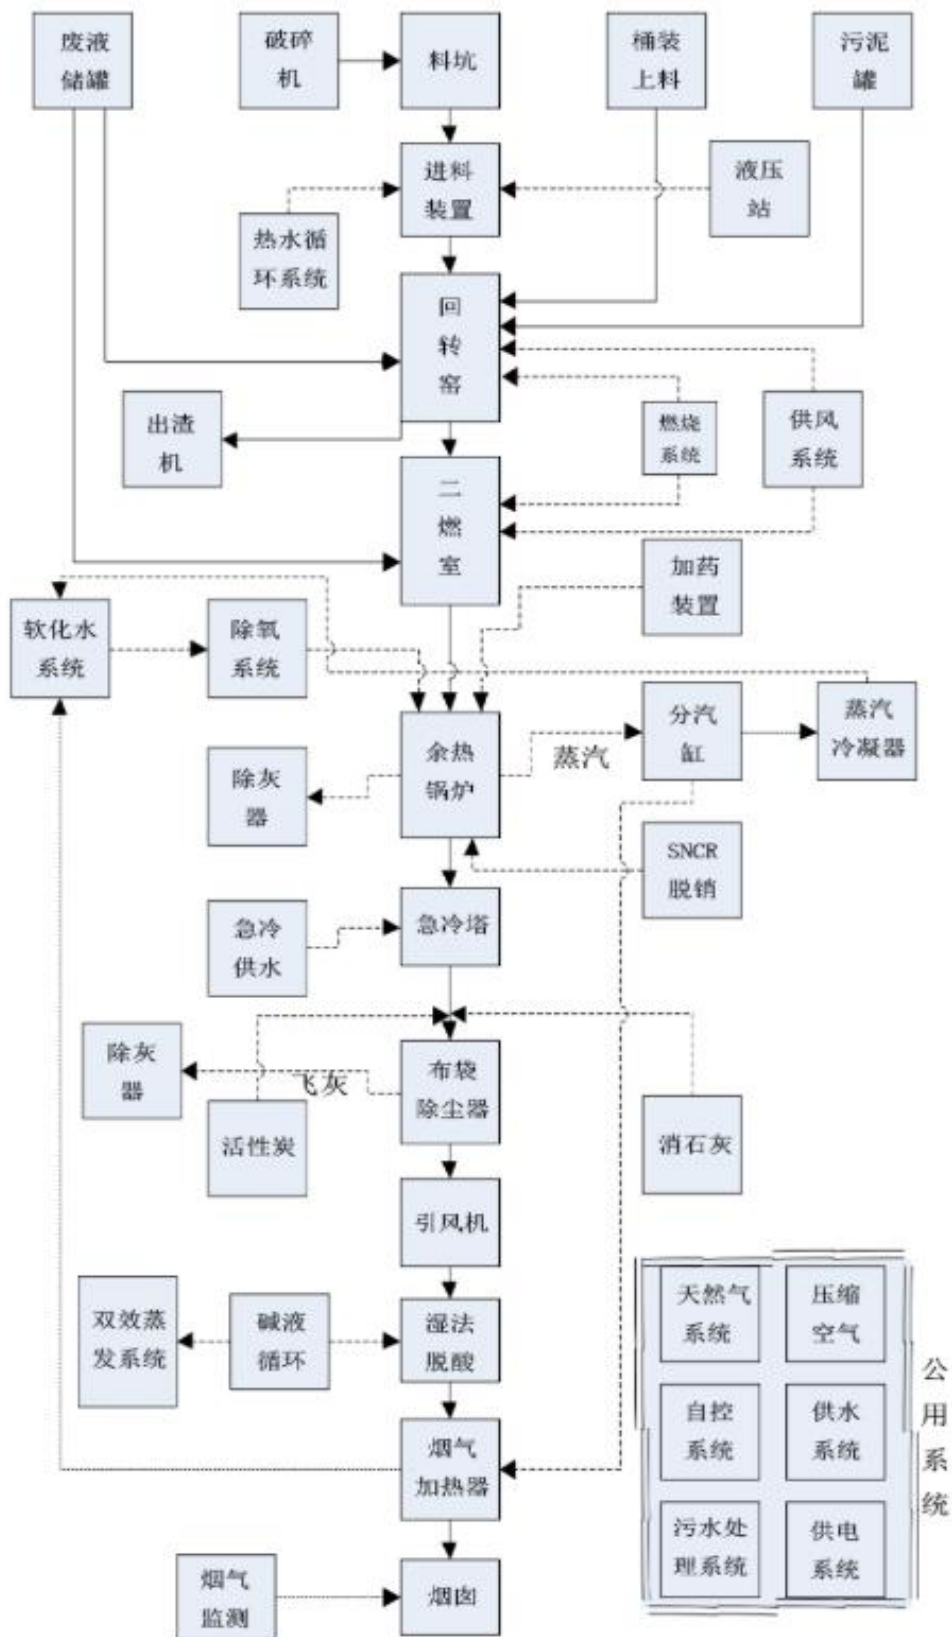 废液
储罐
破碎
机
料坑
桶装
上料
污泥
罐
进料
装置
液压
站
热水循
环系统
回
转
窑
出渣
机
燃烧
系统
供风
系统
二
燃
室
加药
装置
软化水
系统
除氧
系统
余热
锅炉
蒸汽
分汽
缸
蒸汽
冷凝器
除灰
器
SNCR
脱销
急冷
供水
急冷塔
除灰
器
飞灰
布袋
除尘器
活性炭
消石灰
引风机
双效蒸
发系统
碱液
循环
湿法
脱酸
烟气
加热器
烟气
监测
烟囱
天然气
系统
压缩
空气
自控
系统
供水
系统
污水处
理系统
供电
系统
公
用
系
统